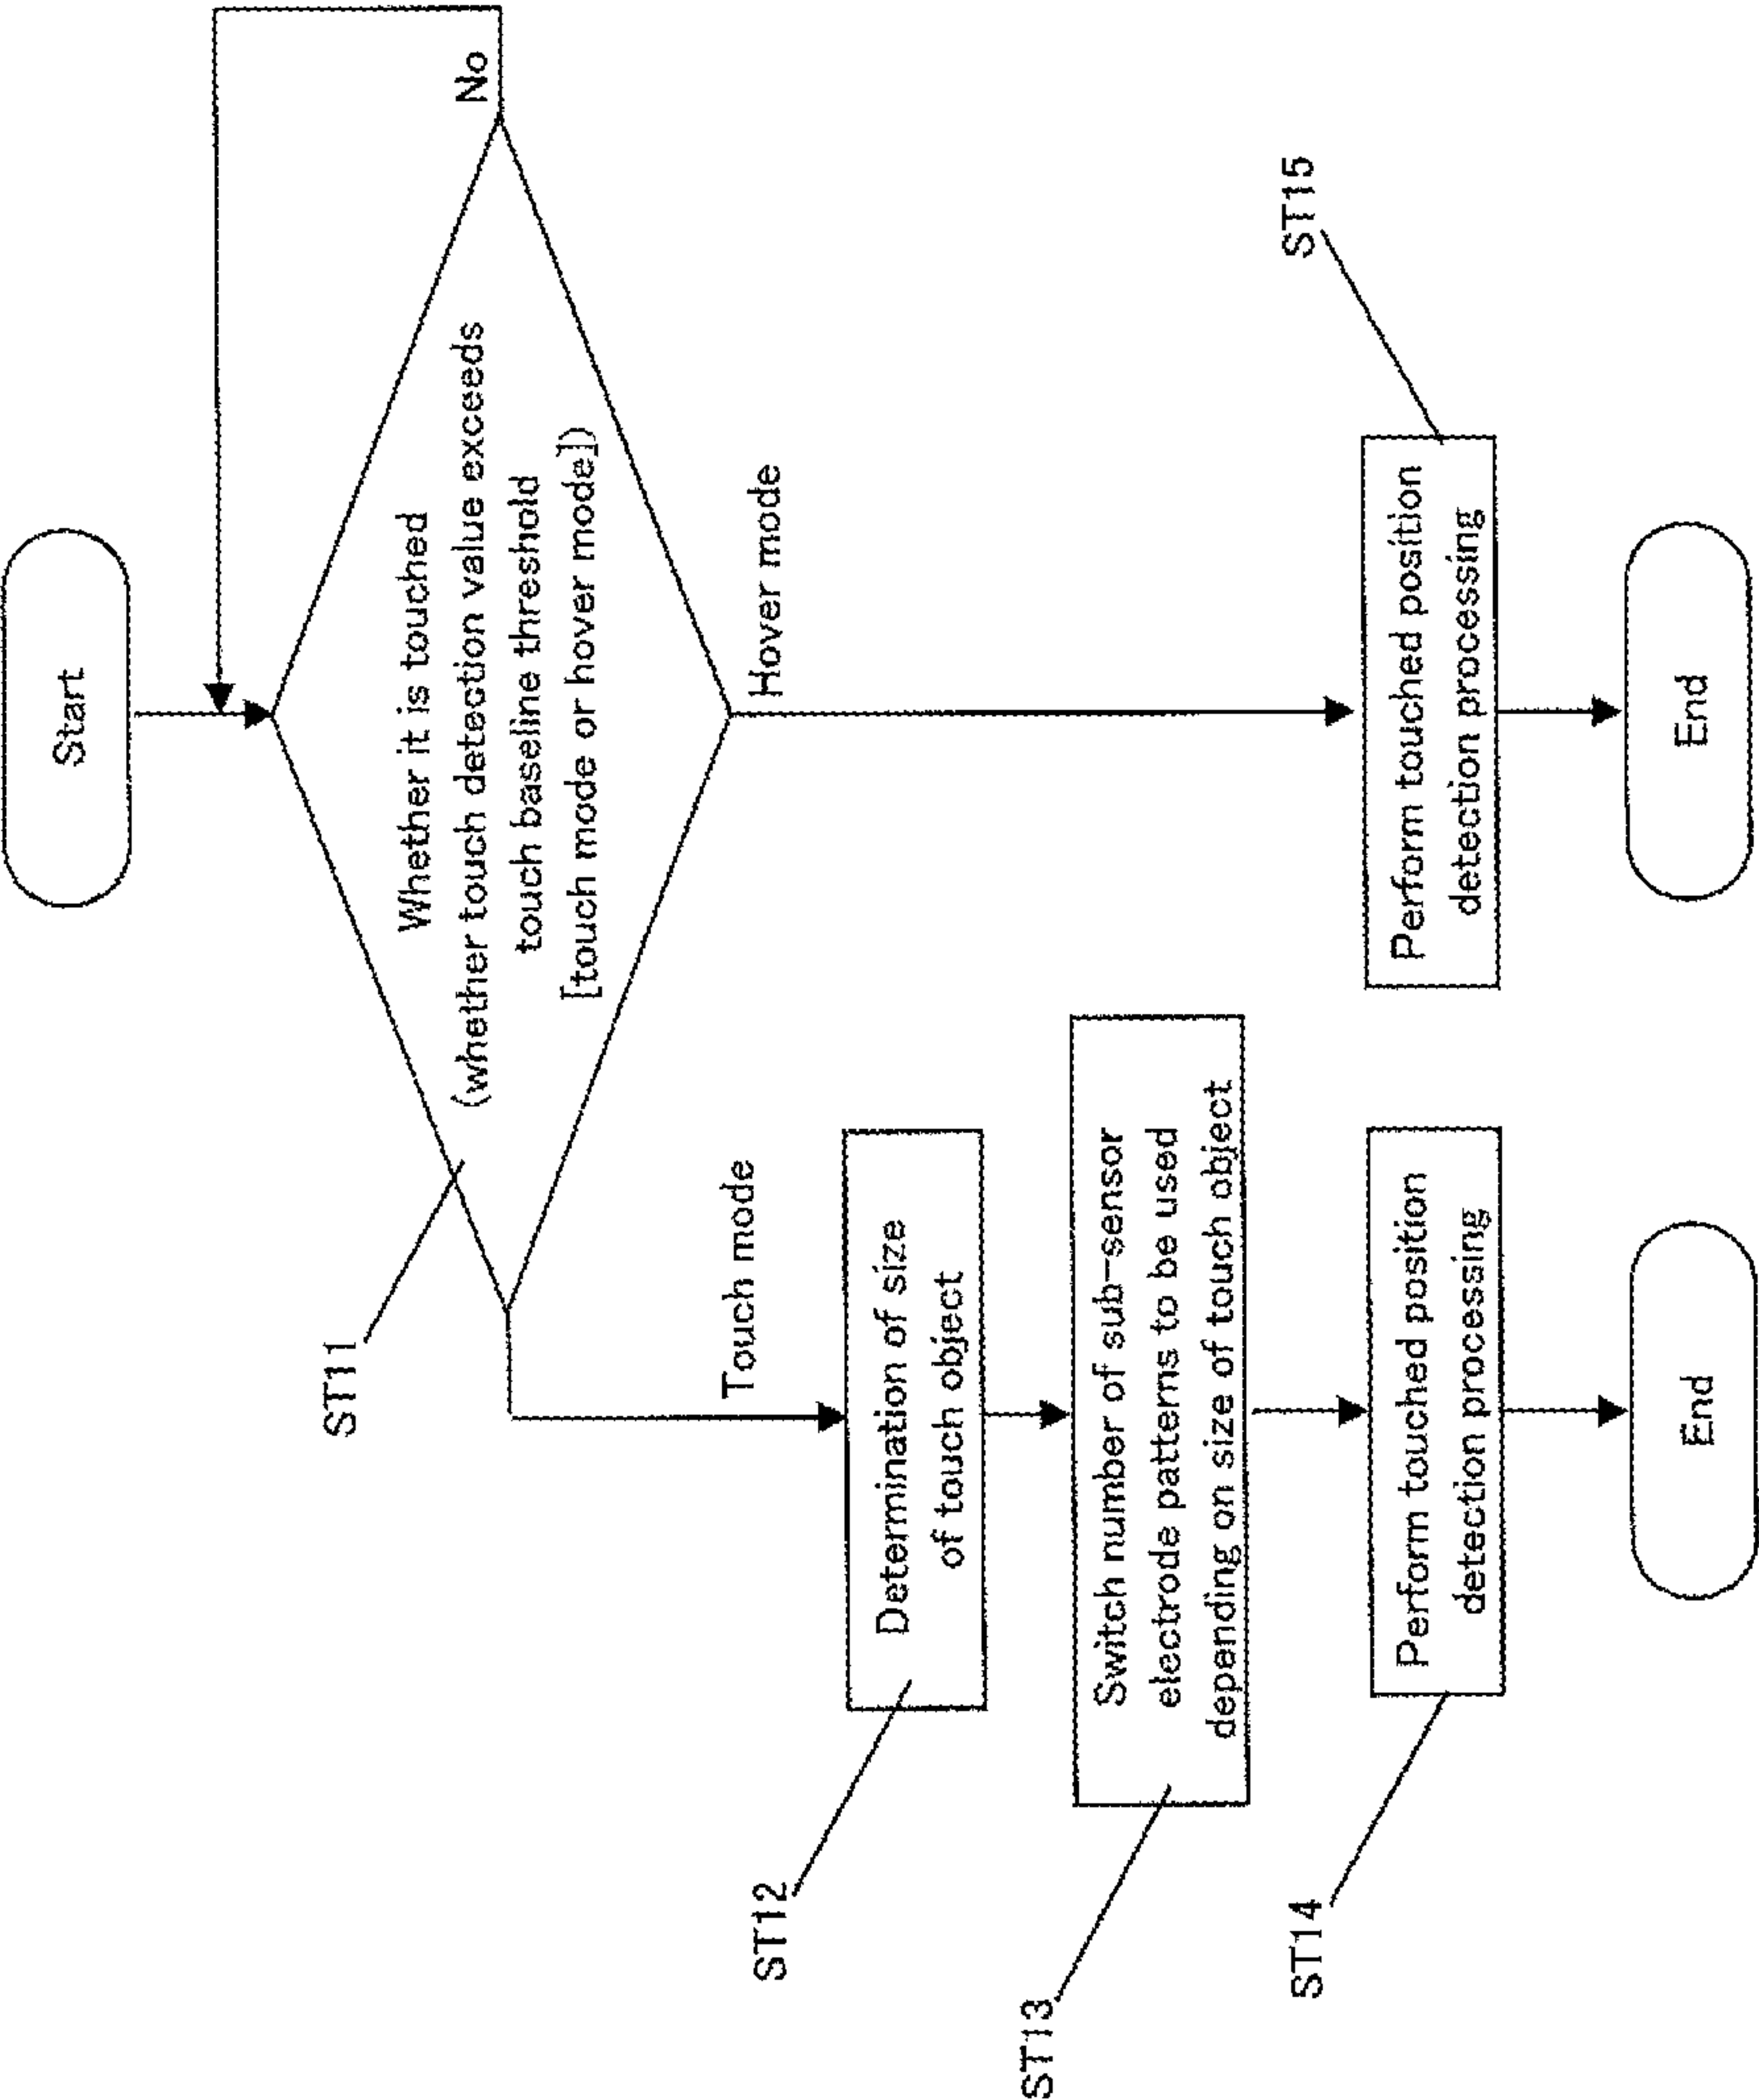 Start
No
ST11
Whether it is touched
(whether touch detection value exceeds
touch baseline threshold
[touch mode or hover mode])
Touch mode
Hover mode
ST12
Determination of size
of touch object
ST13
Switch number of sub-sensor
electrode patterns to be used
depending on size of touch object
ST14
Perform touched position
detection processing
ST15
Perform touched position
detection processing
End
End